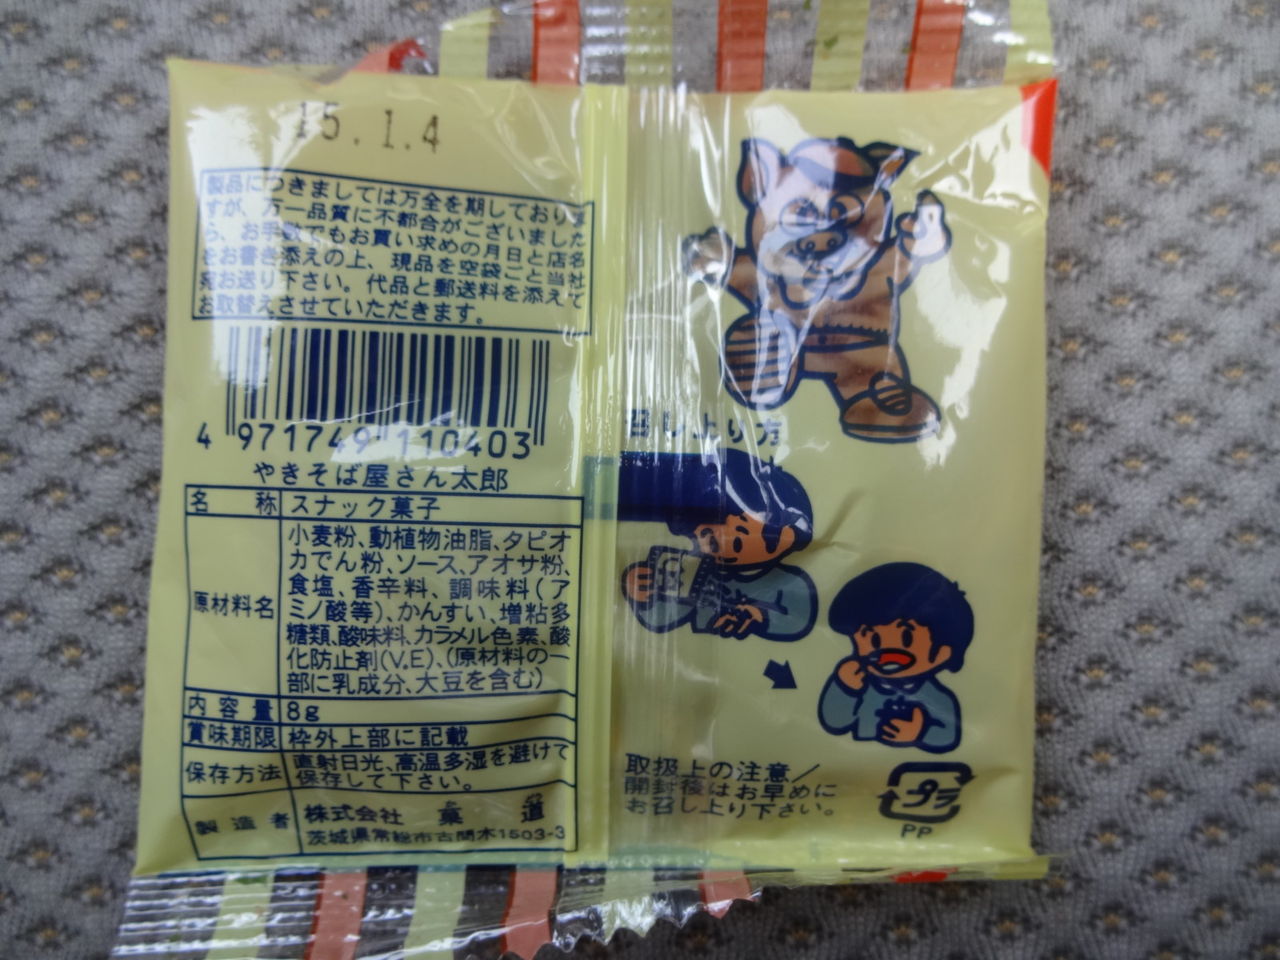 15.1.4
製品につきましては万全を期しておりま
すが、万一品質に不都合がございました
ら、お手数でもお買い求めの月日と店名
をお書き添えの上、現品を空袋ごと当社
宛お送り下さい。代品と郵送料を添えて
お取替えさせていただきます。
4 971749 110403
やきそば屋さん太郎
名称 スナック菓子
原材料名 小麦粉、動植物油脂、タピオ
カでん粉、ソース、アオサ粉、
食塩、香辛料、調味料(ア
ミノ酸等)、かんすい、増粘多
糖類、酸味料、カラメル色素、酸
化防止剤(V.E)、(原材料の一
部に乳成分、大豆を含む)
内容量 8g
賞味期限 枠外上部に記載
保存方法 直射日光、高温多湿を避けて
保存して下さい。
製造者 株式会社 菓道
茨城県常総市古間木1503-3
召し上り方
取扱上の注意／
開封後はお早めに
お召し上り下さい。
プラ
PP